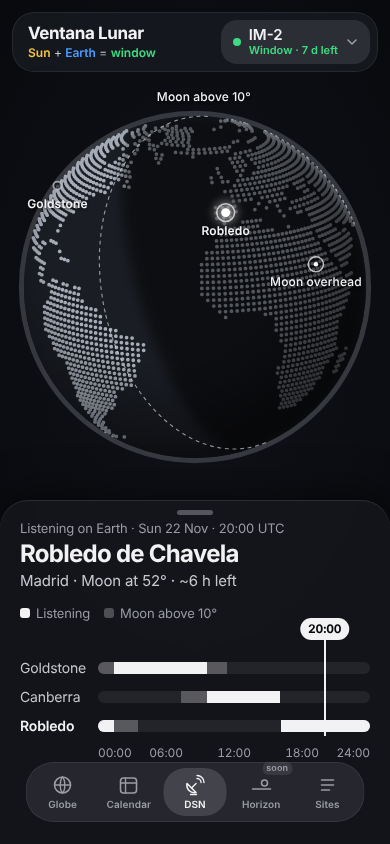 Ventana Lunar
Sun + Earth = window
IM-2
Window · 7 d left
Moon above 10°
Goldstone
Robledo
Moon overhead
Listening on Earth · Sun 22 Nov · 20:00 UTC
Robledo de Chavela
Madrid · Moon at 52° · ~6 h left
Listening
Moon above 10°
20:00
Goldstone
Canberra
Robledo
00:00 06:00 12:00 18:00 24:00
soon
Globe
Calendar
DSN
Horizon
Sites